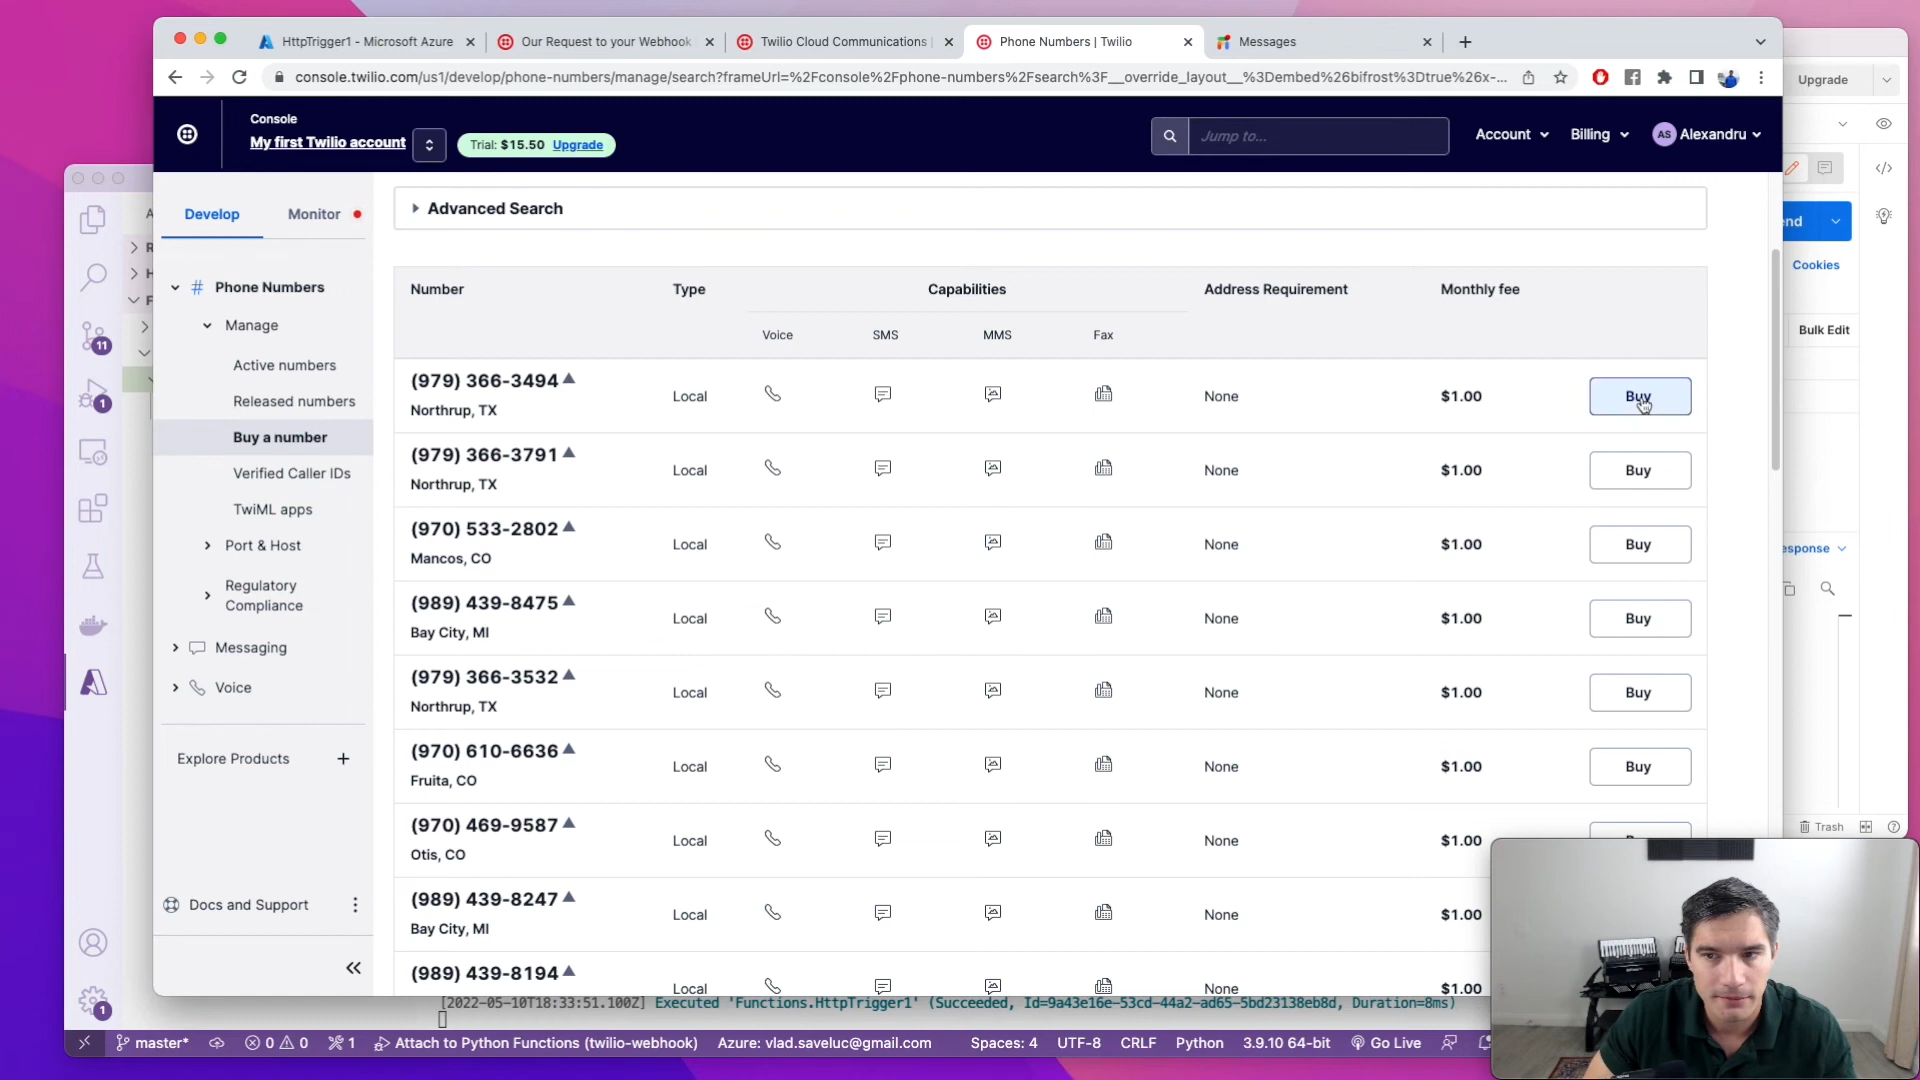 HttpTrigger1 - Microsoft Azure
Our Request to your Webhook
Twilio Cloud Communications |
Phone Numbers | Twilio
Messages
console.twilio.com/us1/develop/phone-numbers/manage/search?frameUrl=%2Fconsole%2Fphone-numbers%2Fsearch%3F__override_layout__%3Dembed%26bifrost%3Dtrue%26x-...
Upgrade
Console
My first Twilio account
Trial: $15.50 Upgrade
Jump to...
Account
Billing
AS Alexandru
nd
Cookies
Bulk Edit
esponse
Trash
Develop
Monitor
Phone Numbers
Manage
Active numbers
Released numbers
Buy a number
Verified Caller IDs
TwiML apps
Port & Host
Regulatory
Compliance
Messaging
Voice
Explore Products
Docs and Support
11
1
1
Advanced Search
Number Type Capabilities Address Requirement Monthly fee
Voice SMS MMS Fax
(979) 366-3494
Northrup, TX
Local None $1.00 Buy
(979) 366-3791
Northrup, TX
Local None $1.00 Buy
(970) 533-2802
Mancos, CO
Local None $1.00 Buy
(989) 439-8475
Bay City, MI
Local None $1.00 Buy
(979) 366-3532
Northrup, TX
Local None $1.00 Buy
(970) 610-6636
Fruita, CO
Local None $1.00 Buy
(970) 469-9587
Otis, CO
Local None $1.00
(989) 439-8247
Bay City, MI
Local None $1.00
(989) 439-8194
Local None $1.00
[2022-05-10T18:33:51.100Z] Executed 'Functions.HttpTrigger1' (Succeeded, Id=9a43e16e-53cd-44a2-ad65-5bd23138eb8d, Duration=8ms)
master* 0 0 1 Attach to Python Functions (twilio-webhook) Azure: vlad.saveluc@gmail.com Spaces: 4 UTF-8 CRLF Python 3.9.10 64-bit Go Live